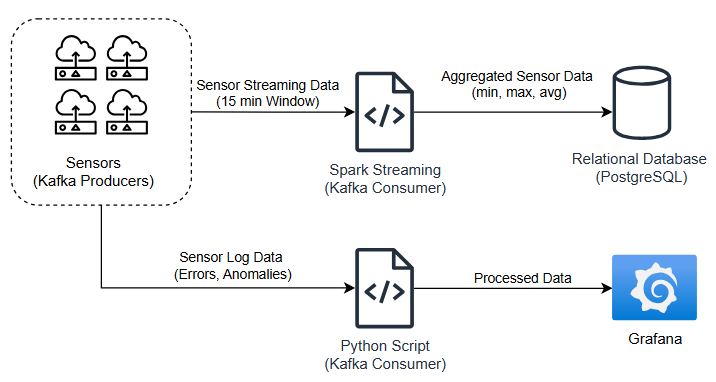 Sensor Streaming Data
(15 min Window)
Aggregated Sensor Data
(min, max, avg)
Sensors
(Kafka Producers)
Spark Streaming
(Kafka Consumer)
Relational Database
(PostgreSQL)
Sensor Log Data
(Errors, Anomalies)
Processed Data
Python Script
(Kafka Consumer)
Grafana